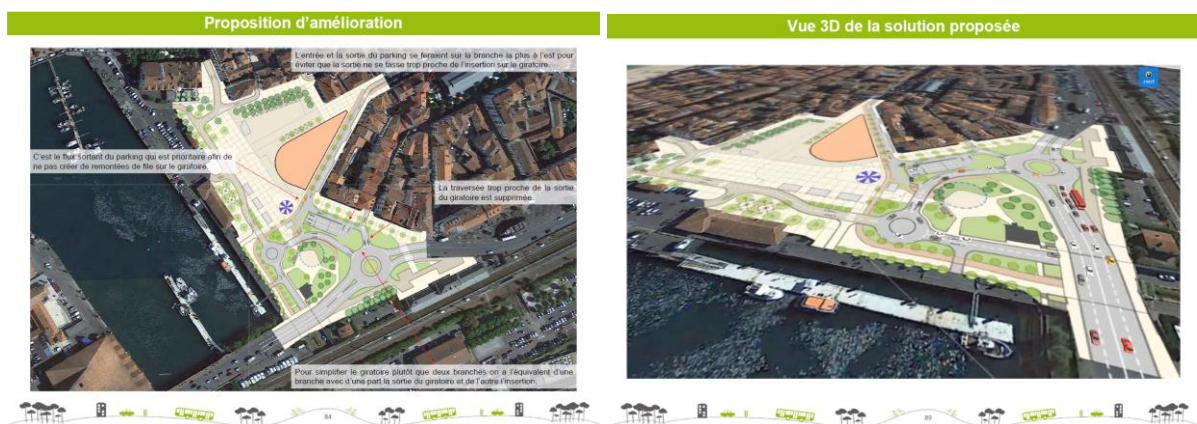 Proposition d'amélioration
L'entrée et la sortie du parking se feraient sur la branche la plus à l'est pour
éviter que la sortie ne se fasse trop proche de l'insertion sur le giratoire.
C'est le flux sortant du parking qui est prioritaire afin de
ne pas créer de remontées de file sur le giratoire.
La traversée trop proche de la sortie
du giratoire est supprimée.
Pour simplifier le giratoire plutôt que deux branches on a l'équivalent d'une
branche avec d'une part la sortie du giratoire et de l'autre l'insertion.
84
Vue 3D de la solution proposée
89